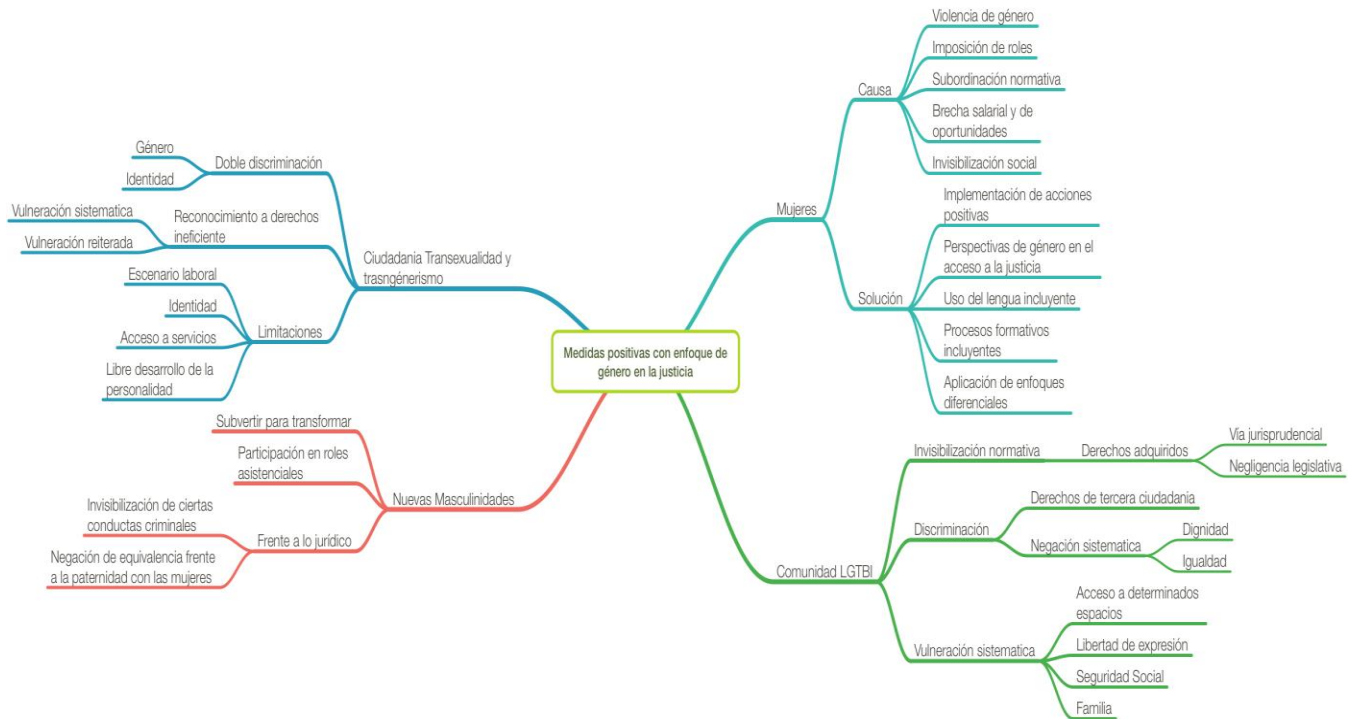 Medidas positivas con enfoque de
género en la justicia
Mujeres
Causa
Violencia de género
Imposición de roles
Subordinación normativa
Brecha salarial y de
oportunidades
Invisibilización social
Solución
Implementación de acciones
positivas
Perspectivas de género en el
acceso a la justicia
Uso del lengua incluyente
Procesos formativos
incluyentes
Aplicación de enfoques
diferenciales
Comunidad LGTBI
Invisibilización normativa
Derechos adquiridos
Vía jurisprudencial
Negligencia legislativa
Discriminación
Derechos de tercera ciudadania
Negación sistematica
Dignidad
Igualdad
Vulneración sistematica
Acceso a determinados
espacios
Libertad de expresión
Seguridad Social
Familia
Ciudadania Transexualidad y
trasngénerismo
Doble discriminación
Género
Identidad
Reconocimiento a derechos
ineficiente
Vulneración sistematica
Vulneración reiterada
Limitaciones
Escenario laboral
Identidad
Acceso a servicios
Libre desarrollo de la
personalidad
Nuevas Masculinidades
Subvertir para transformar
Participación en roles
asistenciales
Frente a lo jurídico
Invisibilización de ciertas
conductas criminales
Negación de equivalencia frente
a la paternidad con las mujeres